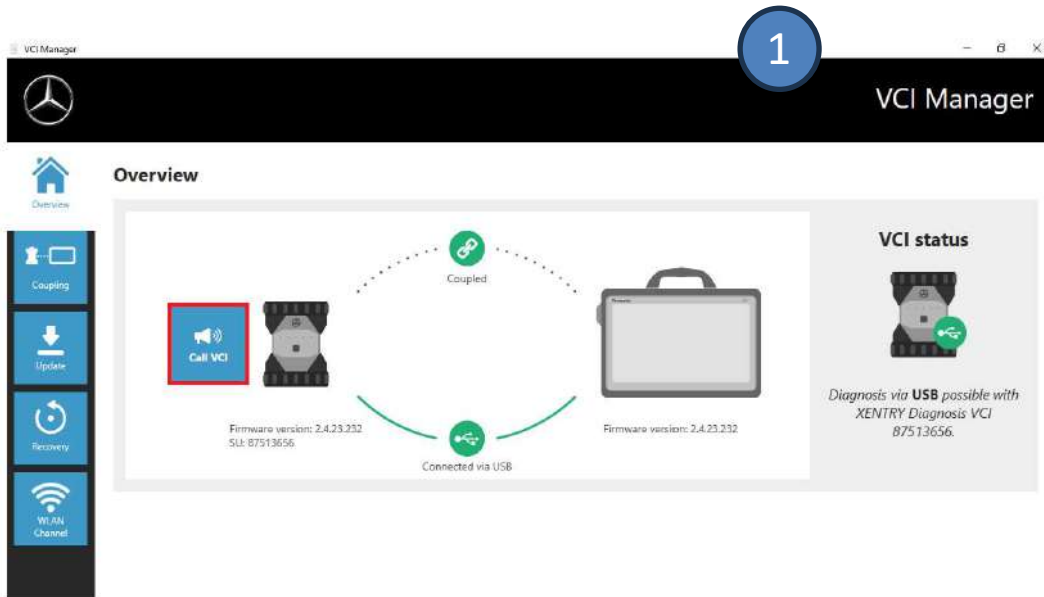 VCI Manager
1
VCI Manager
Overview
Overview
Coupling
Update
Recovery
WLAN
Channel
Coupled
Call VCI
Firmware version: 2.4.23.232
SU: 87513656
Connected via USB
Firmware version: 2.4.23.232
VCI status
Diagnosis via USB possible with
XENTRY Diagnosis VCI
87513656.